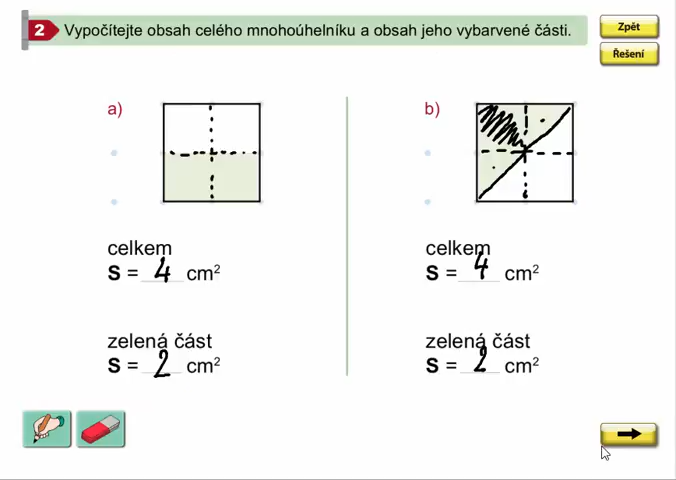 2 Vypočítejte obsah celého mnohoúhelníku a obsah jeho vybarvené části.
Zpět
Řešení
a)
celkem
S = 4 cm²
zelená část
S = 2 cm²
b)
celkem
S = 4 cm²
zelená část
S = 2 cm²